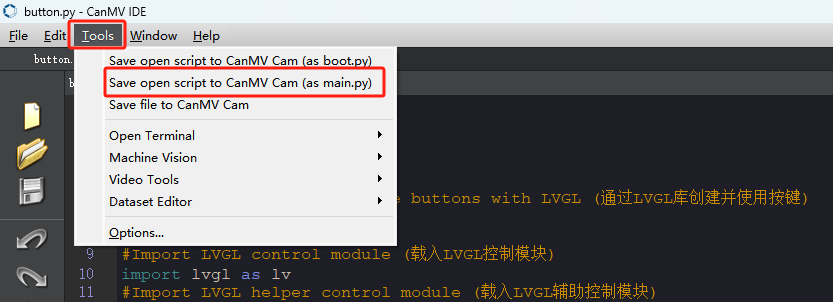 button.py - CanMV IDE
File Edit Tools Window Help
button.
Save open script to CanMV Cam (as boot.py)
Save open script to CanMV Cam (as main.py)
Save file to CanMV Cam
Open Terminal
Machine Vision
Video Tools
Dataset Editor
Options...
buttons with LVGL (通过LVGL库创建并使用按键)
9 #Import LVGL control module (载入LVGL控制模块)
10 import lvgl as lv
11 #Import LVGL helper control module (载入LVGL辅助控制模块)